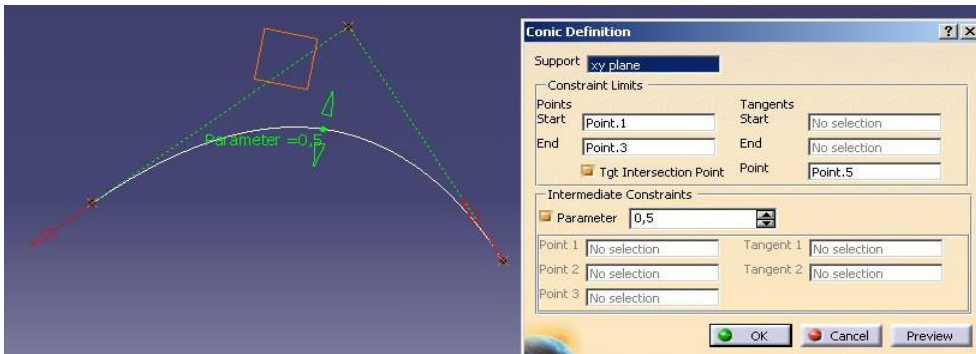 Parameter =0,5
Conic Definition
? X
Support xy plane
Constraint Limits
Points Tangents
Start Point.1 Start No selection
End Point.3 End No selection
Tgt Intersection Point Point Point.5
Intermediate Constraints
Parameter 0,5
Point 1 No selection Tangent 1 No selection
Point 2 No selection Tangent 2 No selection
Point 3 No selection
OK Cancel Preview